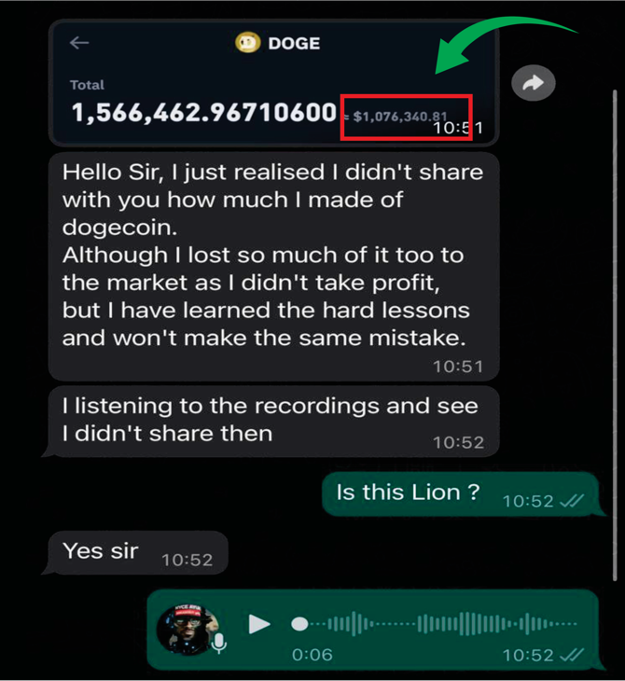 DOGE
Total
1,566,462.96710600 ≈ $1,076,340.81
10:51
Hello Sir, I just realised I didn't share
with you how much I made of
dogecoin.
Although I lost so much of it too to
the market as I didn't take profit,
but I have learned the hard lessons
and won't make the same mistake.
10:51
I listening to the recordings and see
I didn't share then
10:52
Is this Lion ?
10:52
Yes sir
10:52
0:06
10:52